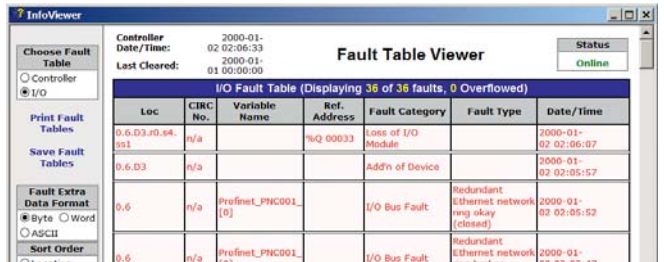 InfoViewer
Choose Fault
Table
Controller
I/O
Print Fault
Tables
Save Fault
Tables
Fault Extra
Data Format
Byte Word
ASCII
Sort Order
Location
Controller
Date/Time: 2000-01-
02 02:06:33
Last Cleared: 2000-01-
01 00:00:00
Fault Table Viewer
Status
Online
I/O Fault Table (Displaying 36 of 36 faults, 0 Overflowed)
Loc CIRC No. Variable Name Ref. Address Fault Category Fault Type Date/Time
0.6.D3.r0.s4.ss1 n/a %Q 00033 Loss of I/O Module 2000-01-02 02:06:07
0.6.D3 n/a Add'n of Device 2000-01-02 02:05:57
0.6 n/a Profinet_PNC001_[0] I/O Bus Fault Redundant Ethernet network ring okay (closed) 2000-01-02 02:05:52
0.6 n/a Profinet_PNC001_ I/O Bus Fault Redundant Ethernet network 2000-01-